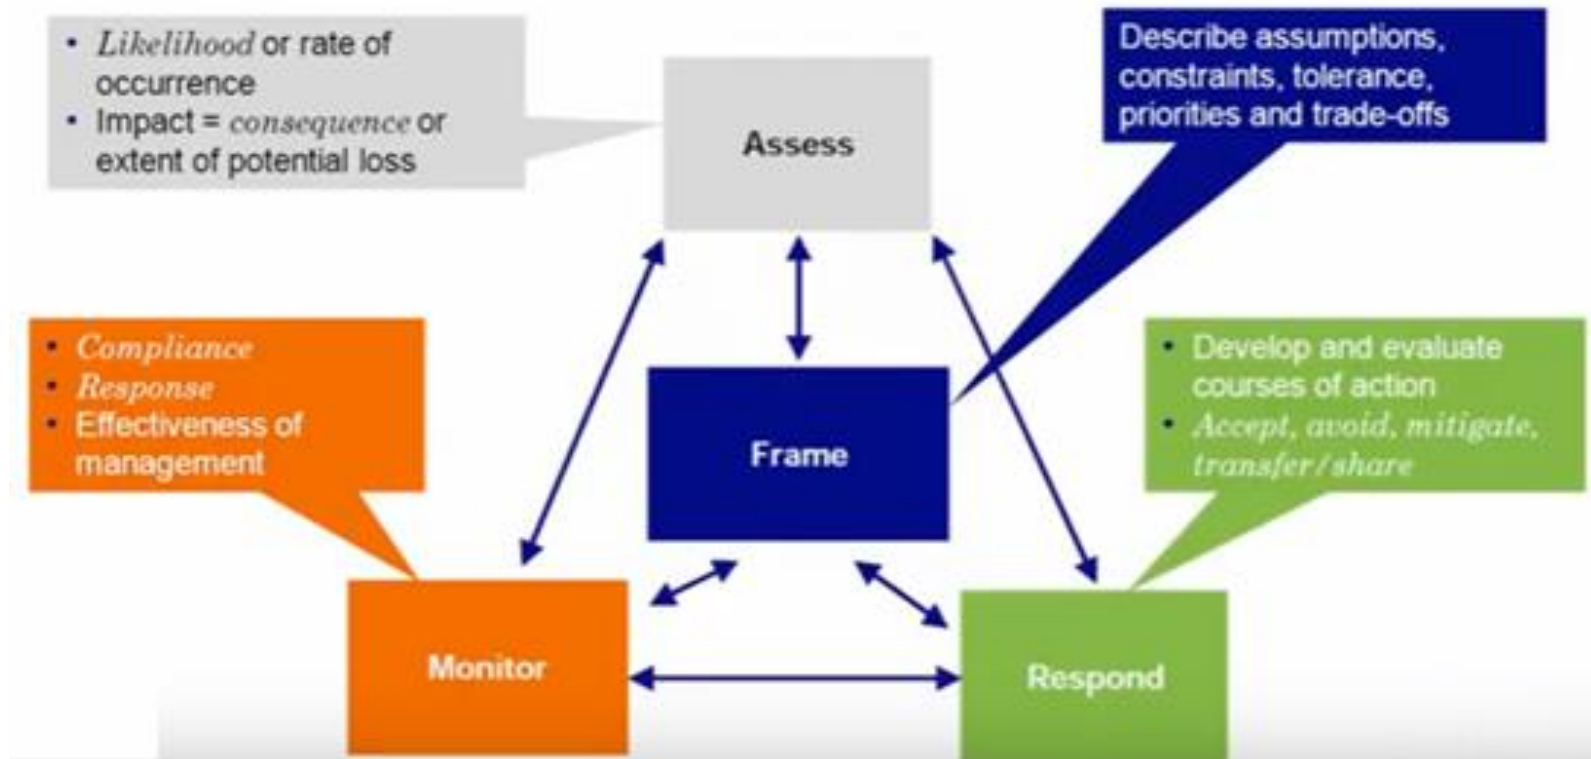 • Likelihood or rate of
occurrence
• Impact = consequence or
extent of potential loss
Assess
Describe assumptions,
constraints, tolerance,
priorities and trade-offs
• Compliance
• Response
• Effectiveness of
management
Frame
• Develop and evaluate
courses of action
• Accept, avoid, mitigate,
transfer/share
Monitor
Respond